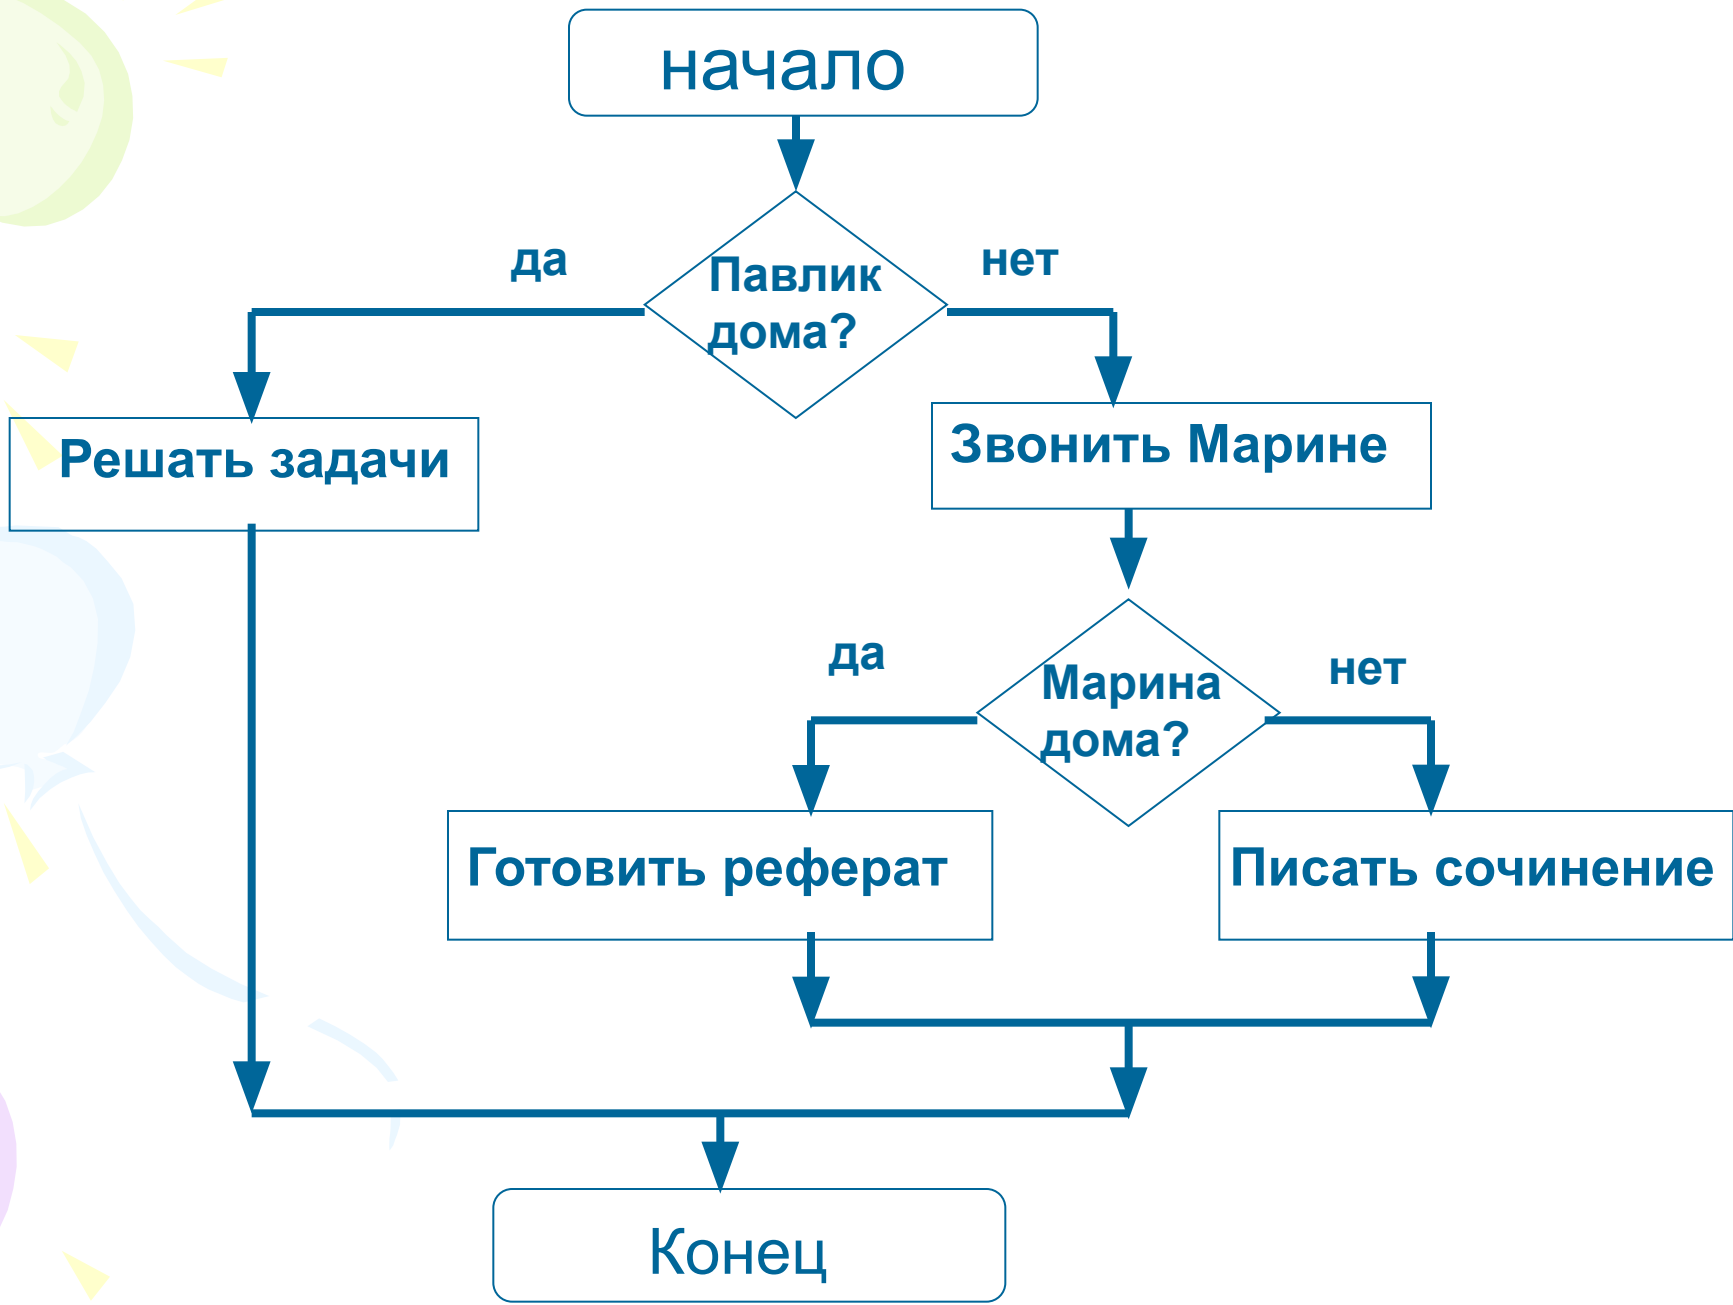 начало
да
нет
Павлик
дома?
Решать задачи
Звонить Марине
да
нет
Марина
дома?
Готовить реферат
Писать сочинение
Конец